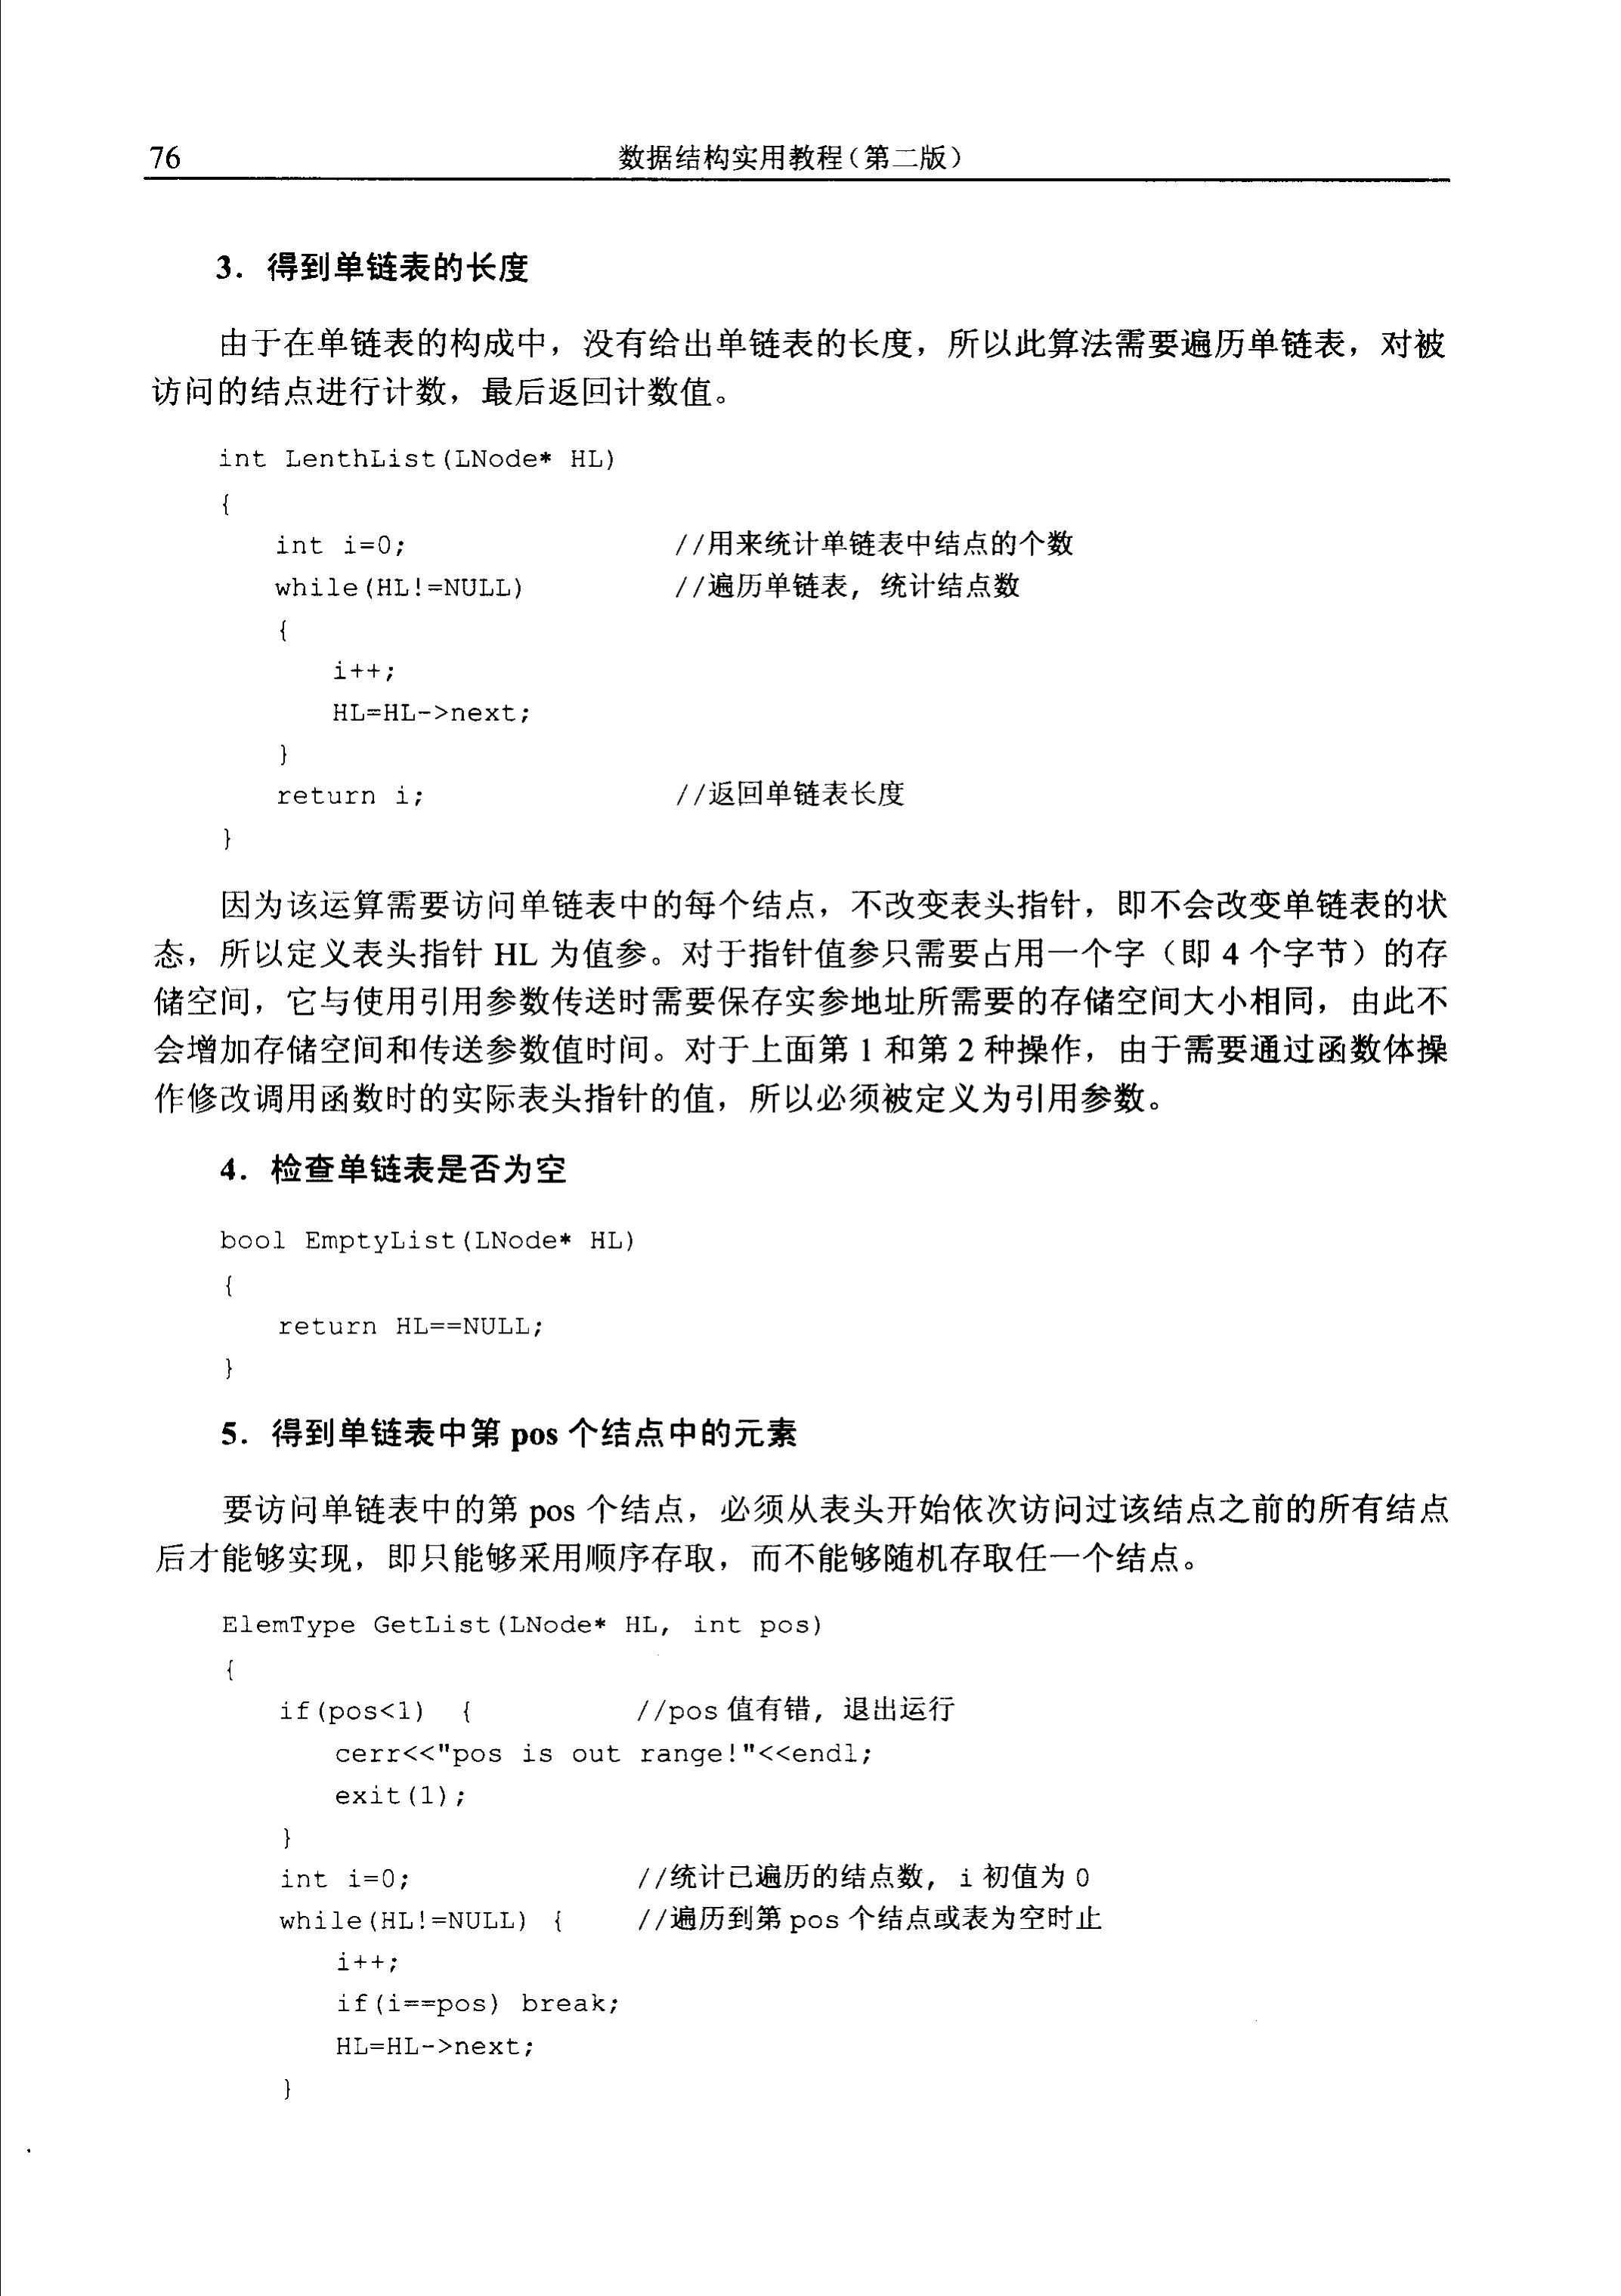 76
数据结构实用教程(第二版)
3．得到单链表的长度
由于在单链表的构成中，没有给出单链表的长度，所以此算法需要遍历单链表，对被
访问的结点进行计数，最后返回计数值。
int LenthList(LNode* HL)
{
int i=0; //用来统计单链表中结点的个数
while(HL!=NULL) //遍历单链表，统计结点数
{
i++;
HL=HL->next;
}
return i; //返回单链表长度
}
因为该运算需要访问单链表中的每个结点，不改变表头指针，即不会改变单链表的状
态，所以定义表头指针 HL 为值参。对于指针值参只需要占用一个字（即 4 个字节）的存
储空间，它与使用引用参数传送时需要保存实参地址所需要的存储空间大小相同，由此不
会增加存储空间和传送参数值时间。对于上面第 1 和第 2 种操作，由于需要通过函数体操
作修改调用函数时的实际表头指针的值，所以必须被定义为引用参数。
4．检查单链表是否为空
bool EmptyList(LNode* HL)
{
return HL==NULL;
}
5．得到单链表中第 pos 个结点中的元素
要访问单链表中的第 pos 个结点，必须从表头开始依次访问过该结点之前的所有结点
后才能够实现，即只能够采用顺序存取，而不能够随机存取任一个结点。
ElemType GetList(LNode* HL, int pos)
{
if(pos<1) { //pos 值有错，退出运行
cerr<<"pos is out range!"<<endl;
exit(1);
}
int i=0; //统计已遍历的结点数，i 初值为 0
while(HL!=NULL) { //遍历到第 pos 个结点或表为空时止
i++;
if(i==pos) break;
HL=HL->next;
}